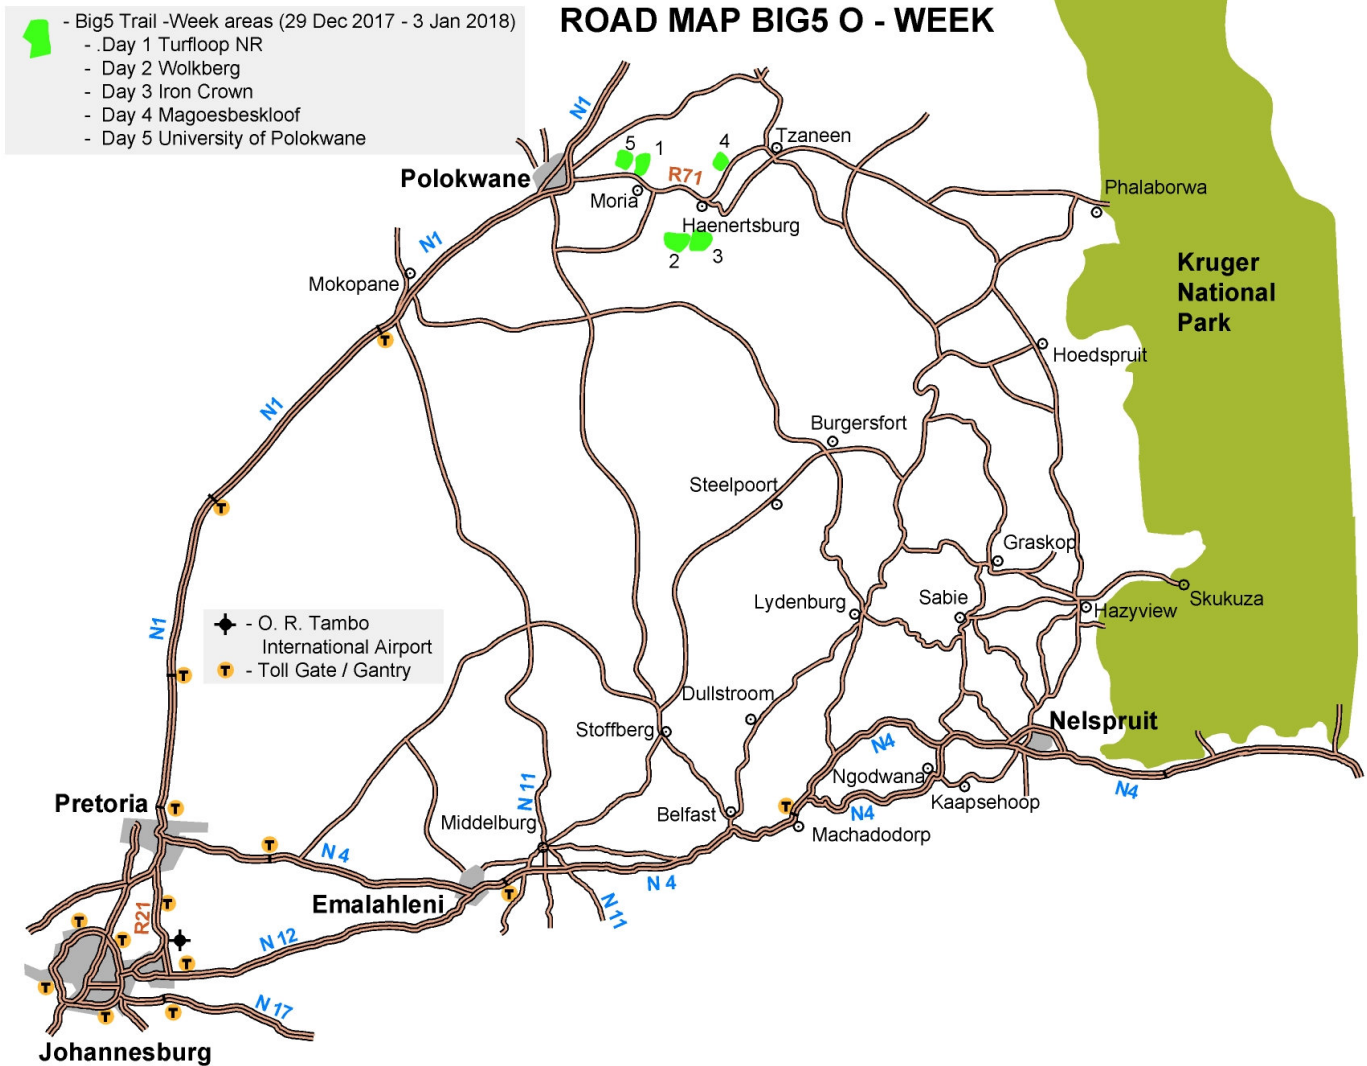 ROAD MAP BIG5 O - WEEK
- Big5 Trail -Week areas (29 Dec 2017 - 3 Jan 2018)
- .Day 1 Turfloop NR
- Day 2 Wolkberg
- Day 3 Iron Crown
- Day 4 Magoesbeskloof
- Day 5 University of Polokwane
N1
Tzaneen
5
1
4
R71
Polokwane
Moria
Phalaborwa
Haenertsburg
N1
2
3
Kruger
National
Park
Mokopane
T
Hoedspruit
N1
Burgersfort
Steelpoort
T
Graskop
Skukuza
Lydenburg
Sabie
Hazyview
N1
- O. R. Tambo
International Airport
T - Toll Gate / Gantry
T
Dullstroom
Stoffberg
Nelspruit
N4
Ngodwana
N 11
N4
Kaapsehoop
N4
Pretoria
T
T
Middelburg
Belfast
Machadodorp
T
N 4
N 4
T
Emalahleni
N 11
T
R21
T
T
N 12
T
T
T
T
N 17
Johannesburg